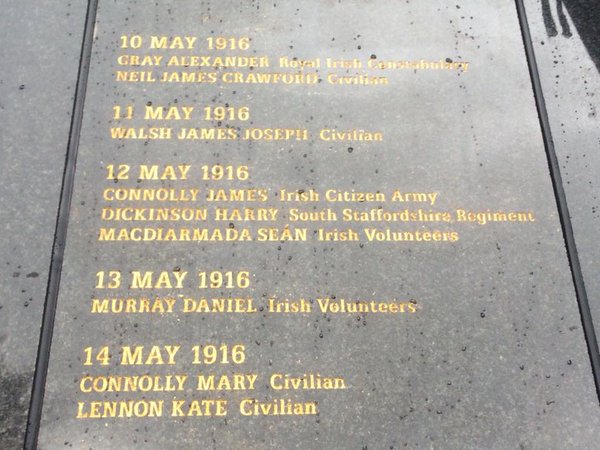 10 MAY 1916
GRAY ALEXANDER Royal Irish Constabulary
NEIL JAMES CRAWFORD Civilian
11 MAY 1916
WALSH JAMES JOSEPH Civilian
12 MAY 1916
CONNOLLY JAMES Irish Citizen Army
DICKINSON HARRY South Staffordshire Regiment
MACDIARMADA SEÁN Irish Volunteers
13 MAY 1916
MURRAY DANIEL Irish Volunteers
14 MAY 1916
CONNOLLY MARY Civilian
LENNON KATE Civilian